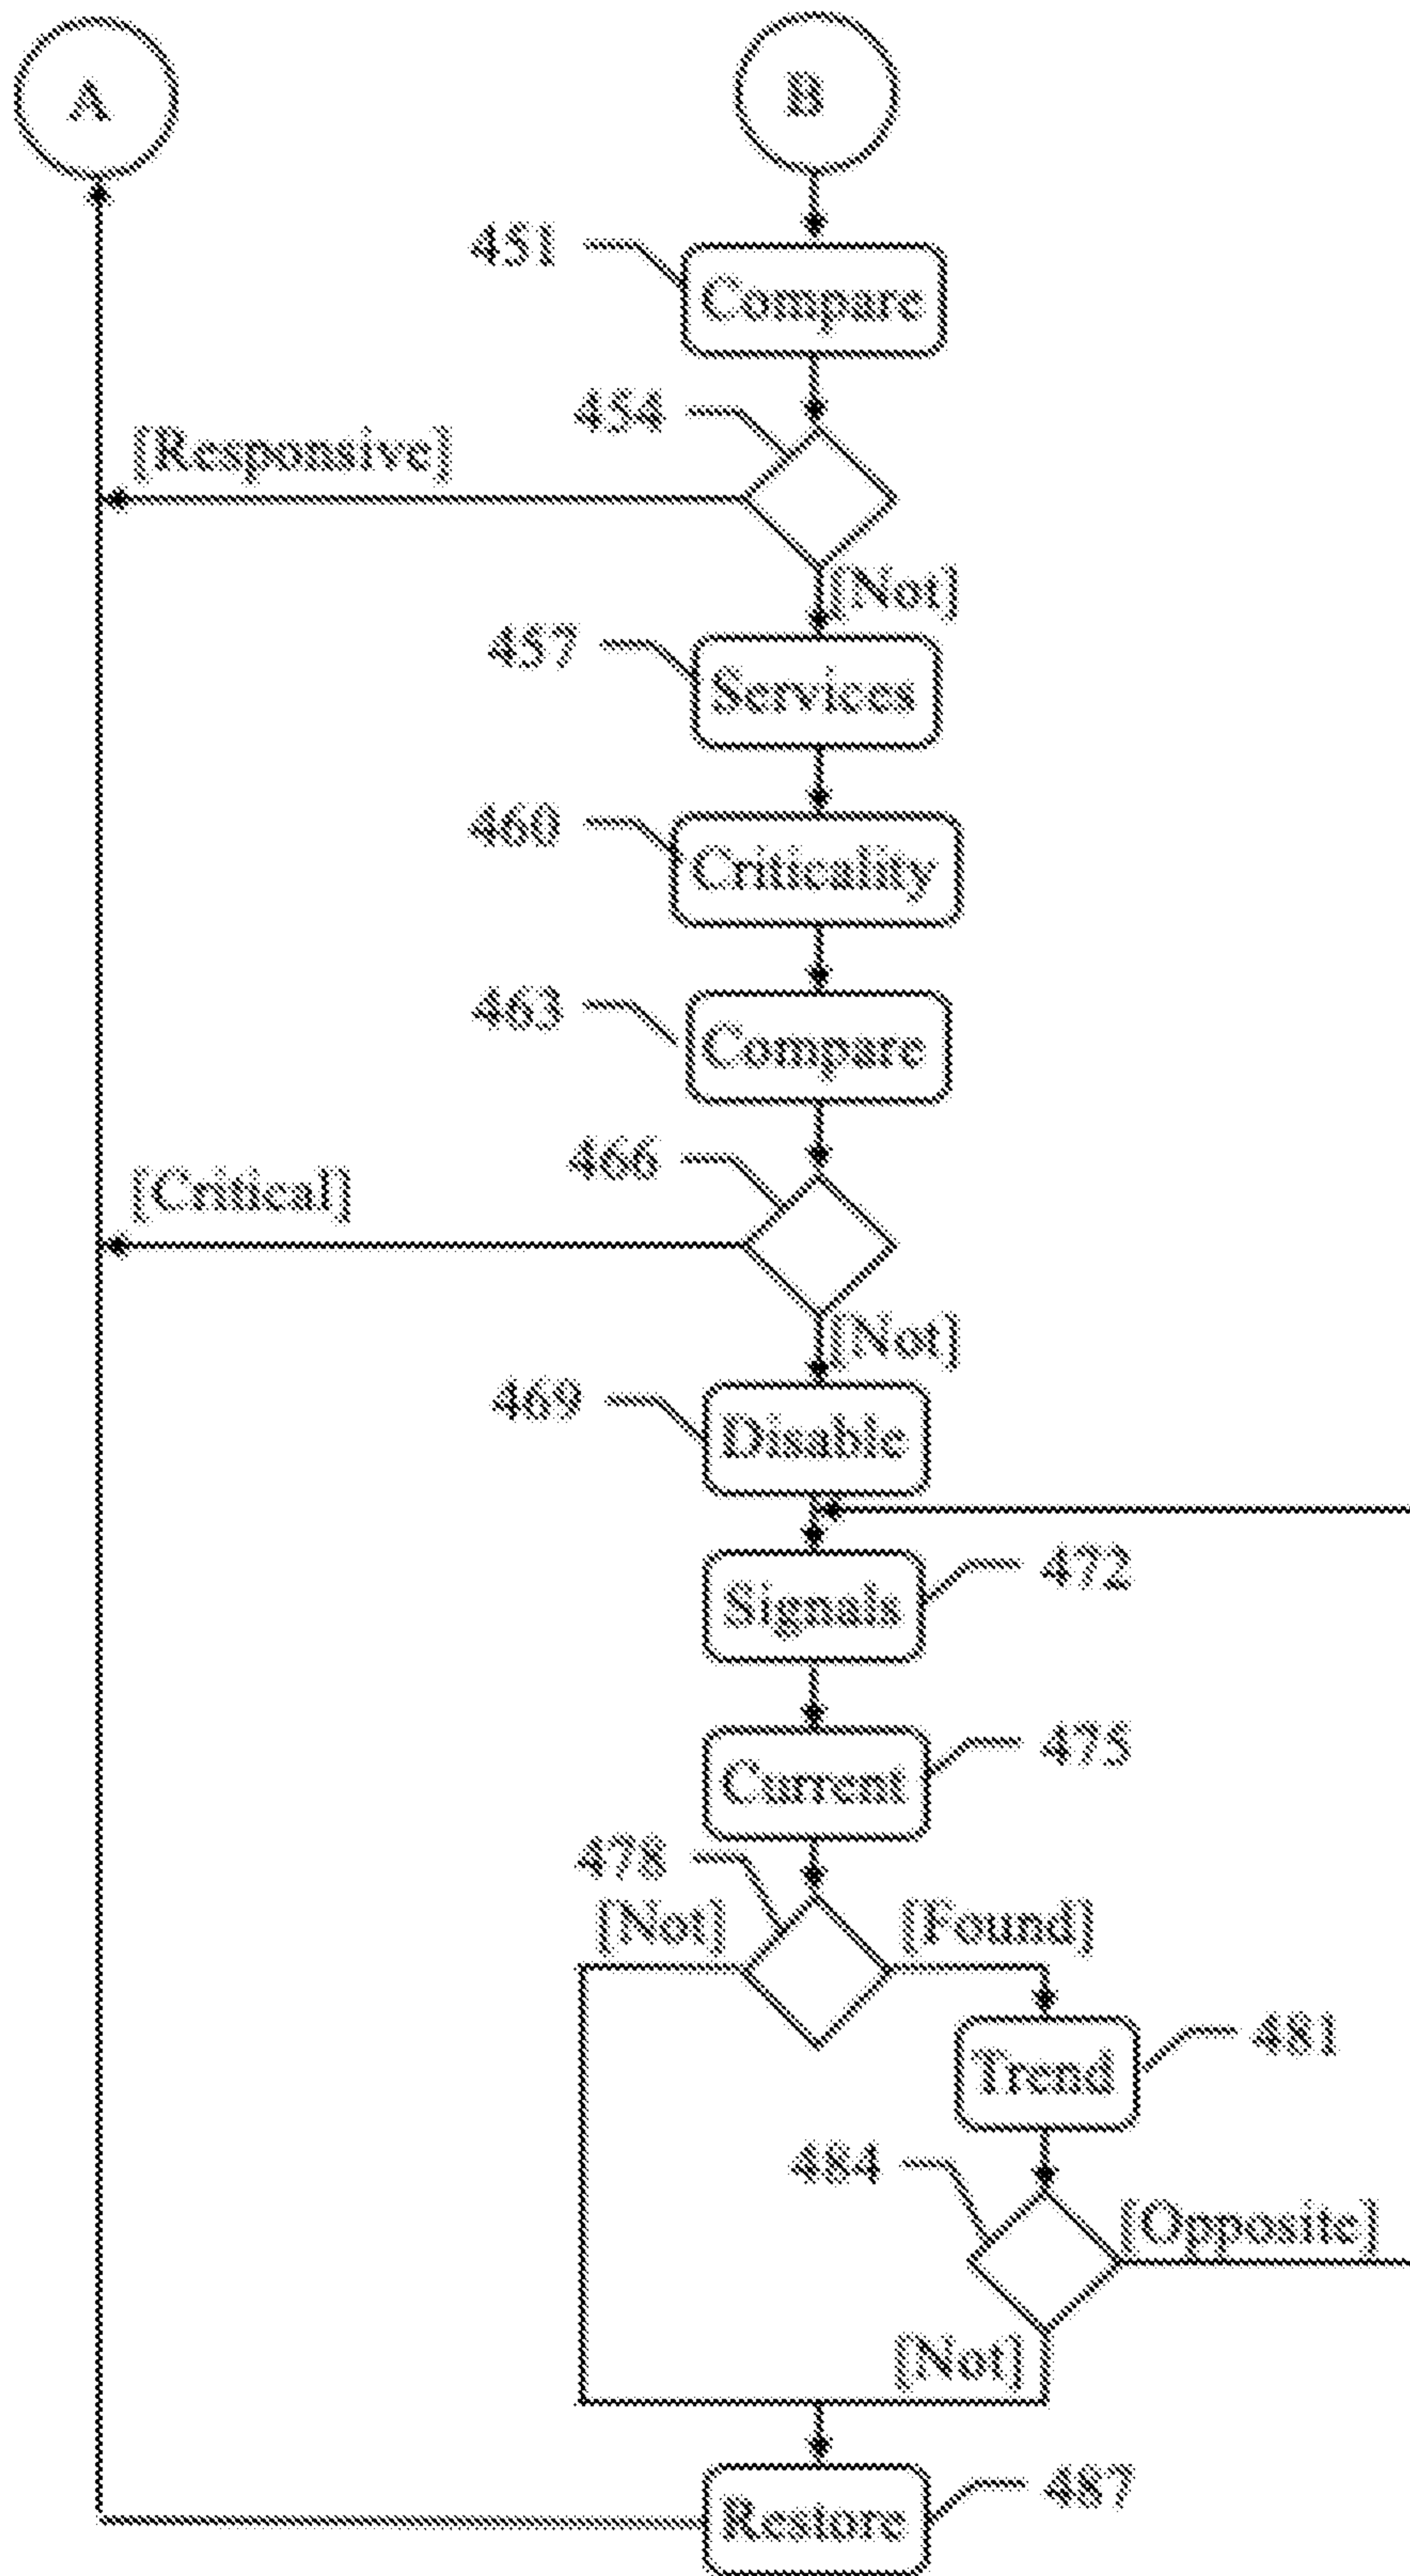 A
B
451
Compare
454
[Responsive]
[Not]
457
Services
460
Criticality
463
Compare
466
[Critical]
[Not]
469
Disable
Signals
472
Current
475
478
[Not]
[Found]
Trend
481
484
[Opposite]
[Not]
Restore
487